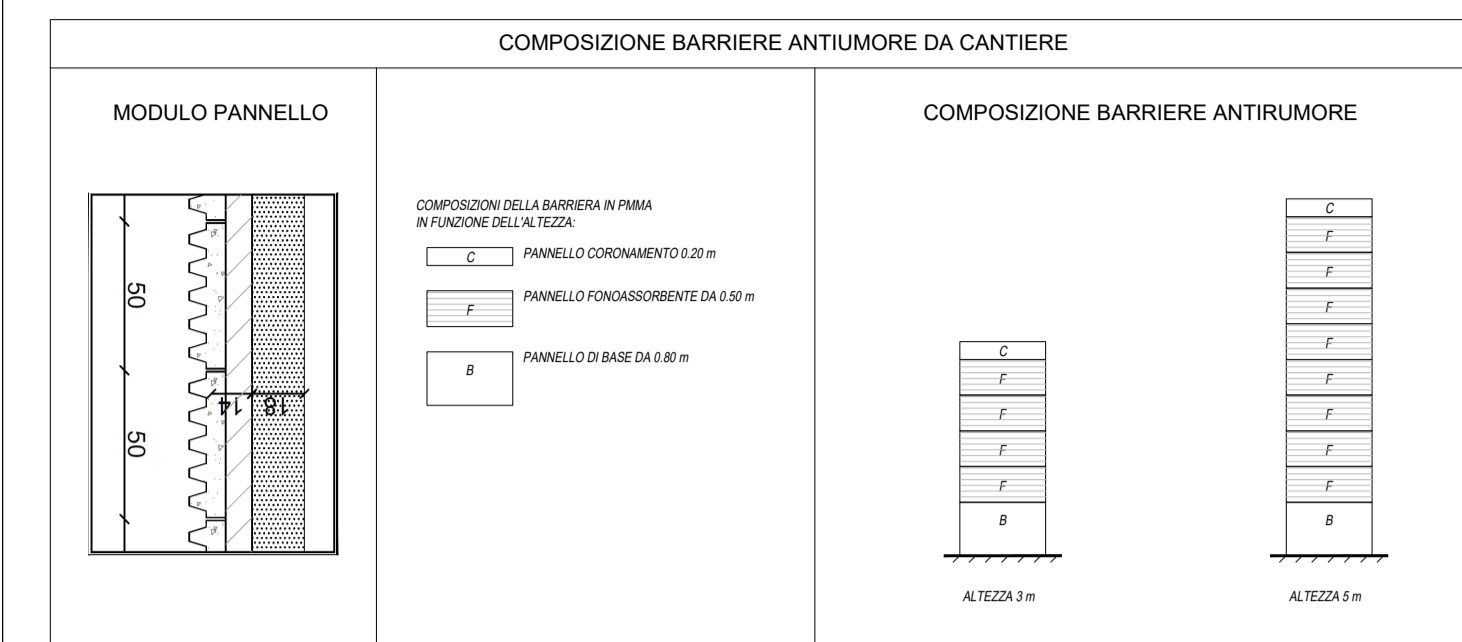 COMPOSIZIONE BARRIERE ANTIUMORE DA CANTIERE
MODULO PANNELLO
50
50
14
18
COMPOSIZIONI DELLA BARRIERA IN PMMA
IN FUNZIONE DELL'ALTEZZA:
C
PANNELLO CORONAMENTO 0.20 m
F
PANNELLO FONOASSORBENTE DA 0.50 m
B
PANNELLO DI BASE DA 0.80 m
COMPOSIZIONE BARRIERE ANTIRUMORE
C
F
F
F
F
B
ALTEZZA 3 m
C
F
F
F
F
F
F
F
F
B
ALTEZZA 5 m